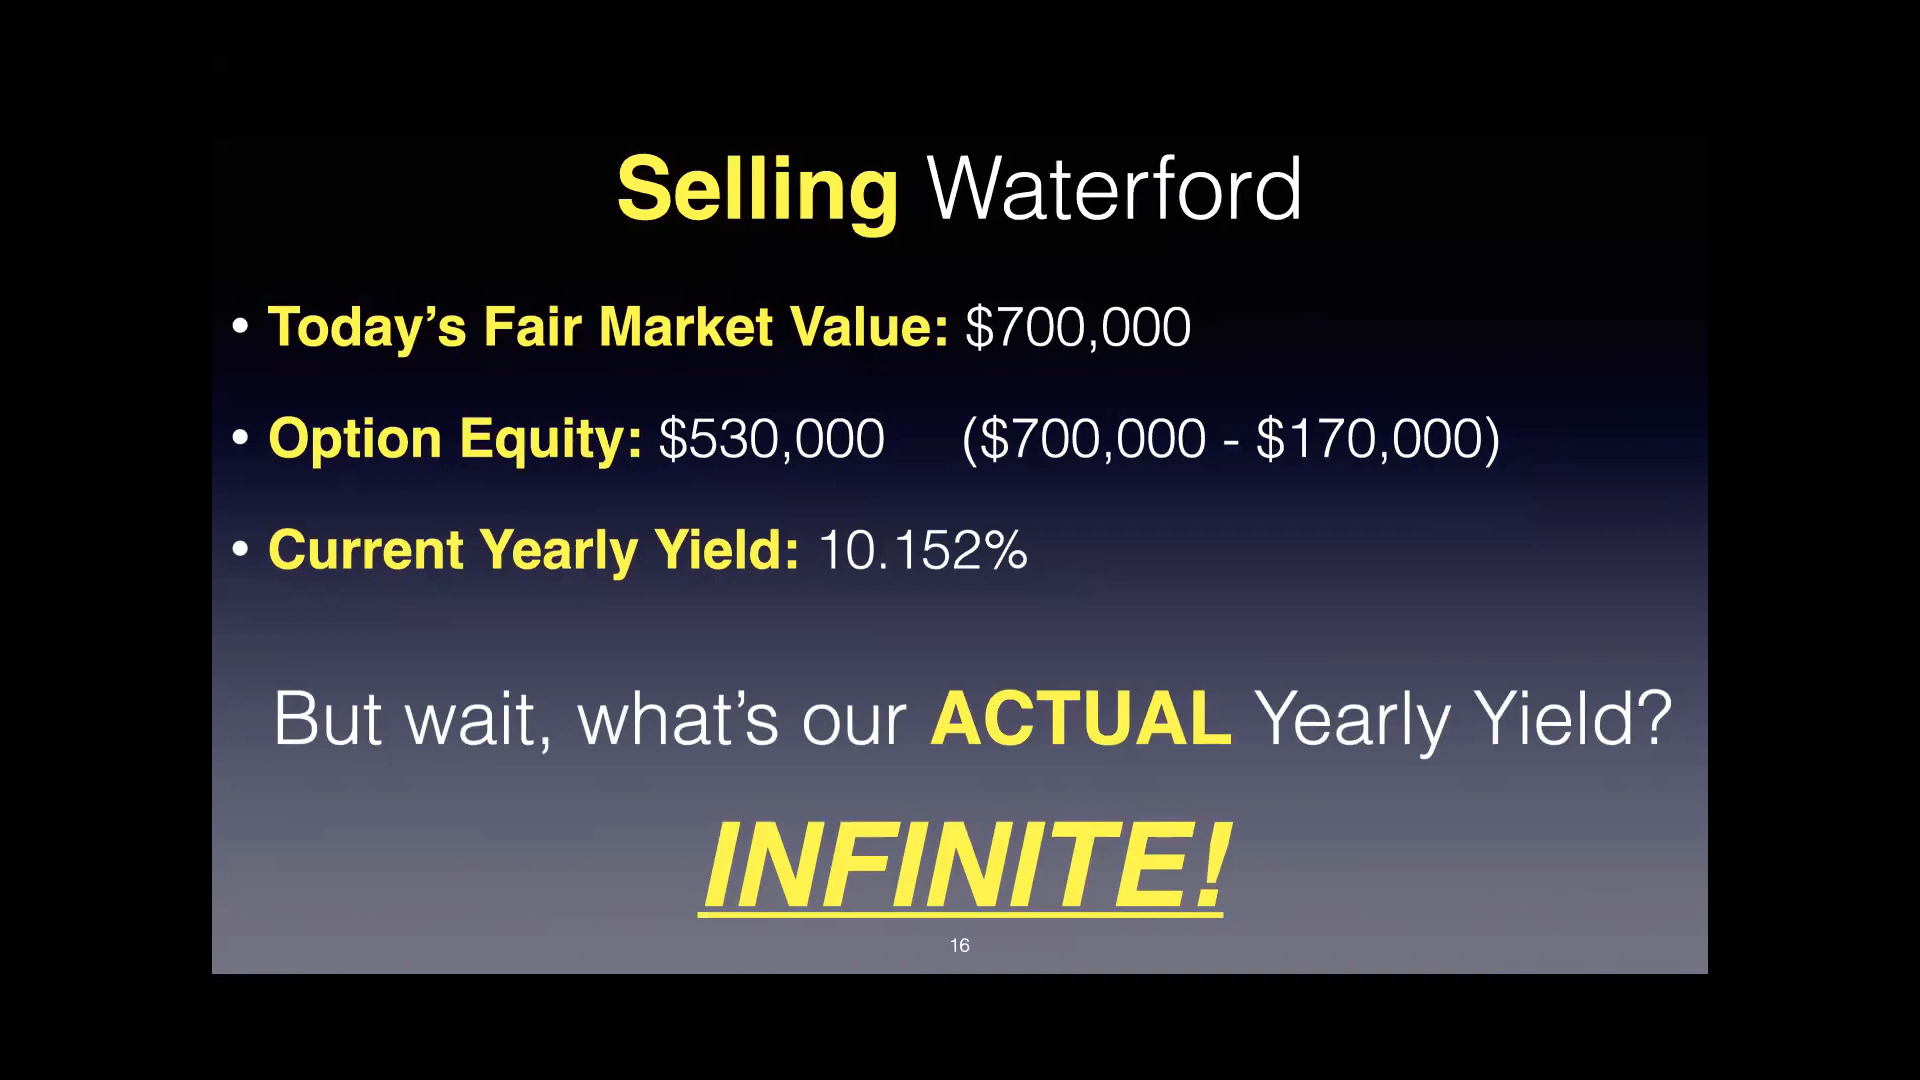 Selling Waterford
• Today’s Fair Market Value: $700,000
• Option Equity: $530,000 ($700,000 - $170,000)
• Current Yearly Yield: 10.152%
But wait, what’s our ACTUAL Yearly Yield?
INFINITE!
16